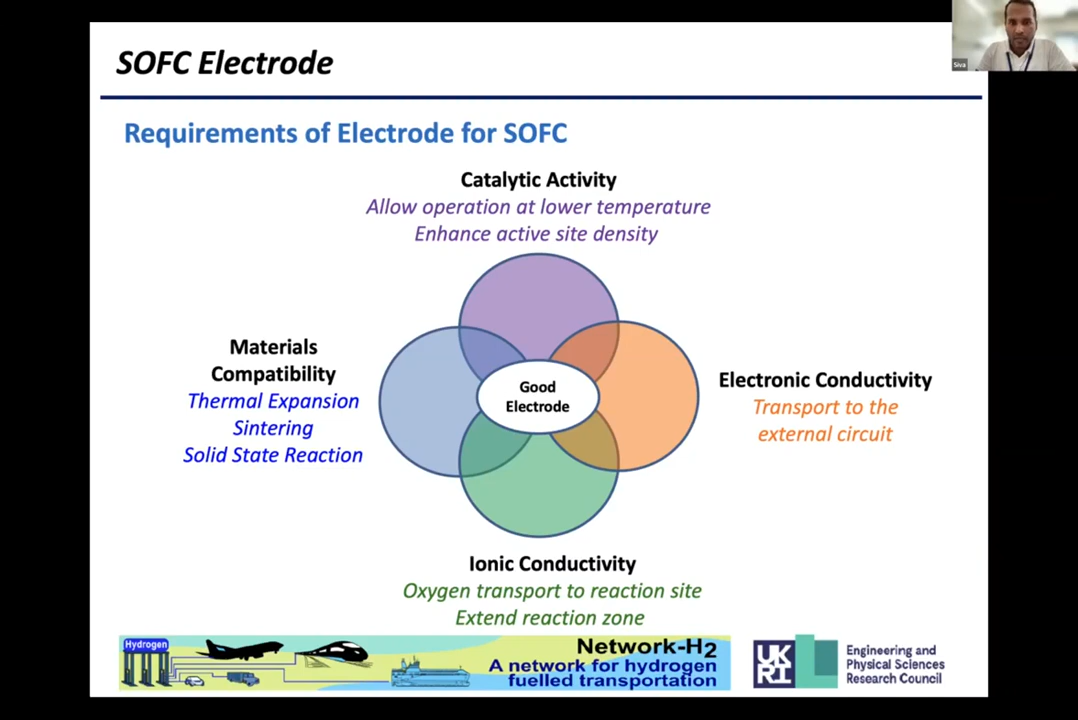 SOFC Electrode
Siva
Requirements of Electrode for SOFC
Catalytic Activity
Allow operation at lower temperature
Enhance active site density
Materials
Compatibility
Thermal Expansion
Sintering
Solid State Reaction
Good
Electrode
Electronic Conductivity
Transport to the
external circuit
Ionic Conductivity
Oxygen transport to reaction site
Extend reaction zone
Hydrogen
Network-H2
A network for hydrogen
fuelled transportation
UK
RI
Engineering and
Physical Sciences
Research Council